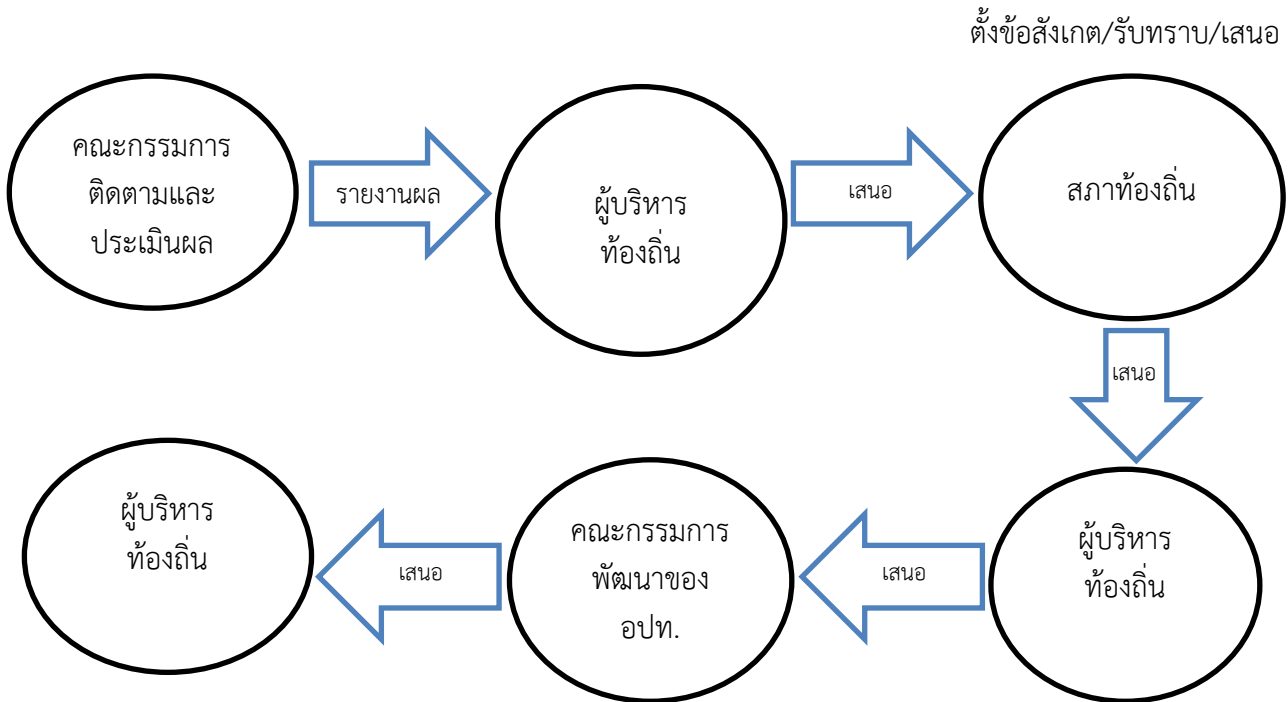 ตั้งข้อสังเกต/รับทราบ/เสนอ
คณะกรรมการ
ติดตามและ
ประเมินผล
รายงานผล
ผู้บริหาร
ท้องถิ่น
เสนอ
สภาท้องถิ่น
เสนอ
ผู้บริหาร
ท้องถิ่น
เสนอ
คณะกรรมการ
พัฒนาของ
อปท.
เสนอ
ผู้บริหาร
ท้องถิ่น